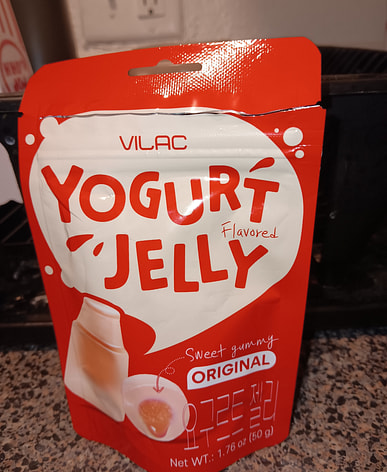 VILAC
YOGURT
Flavored
JELLY
Sweet gummy
ORIGINAL
요구르트 젤리
Net WT.: 1.76 oz (50 g)